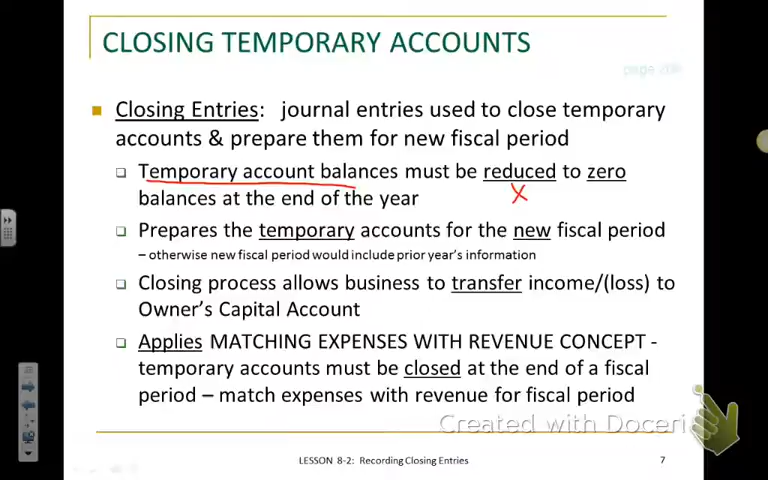 CLOSING TEMPORARY ACCOUNTS
Closing Entries: journal entries used to close temporary
accounts & prepare them for new fiscal period
Temporary account balances must be reduced to zero
balances at the end of the year
Prepares the temporary accounts for the new fiscal period
– otherwise new fiscal period would include prior year's information
Closing process allows business to transfer income/(loss) to
Owner's Capital Account
Applies MATCHING EXPENSES WITH REVENUE CONCEPT -
temporary accounts must be closed at the end of a fiscal
period – match expenses with revenue for fiscal period
Created with Doceri
LESSON 8-2: Recording Closing Entries
7